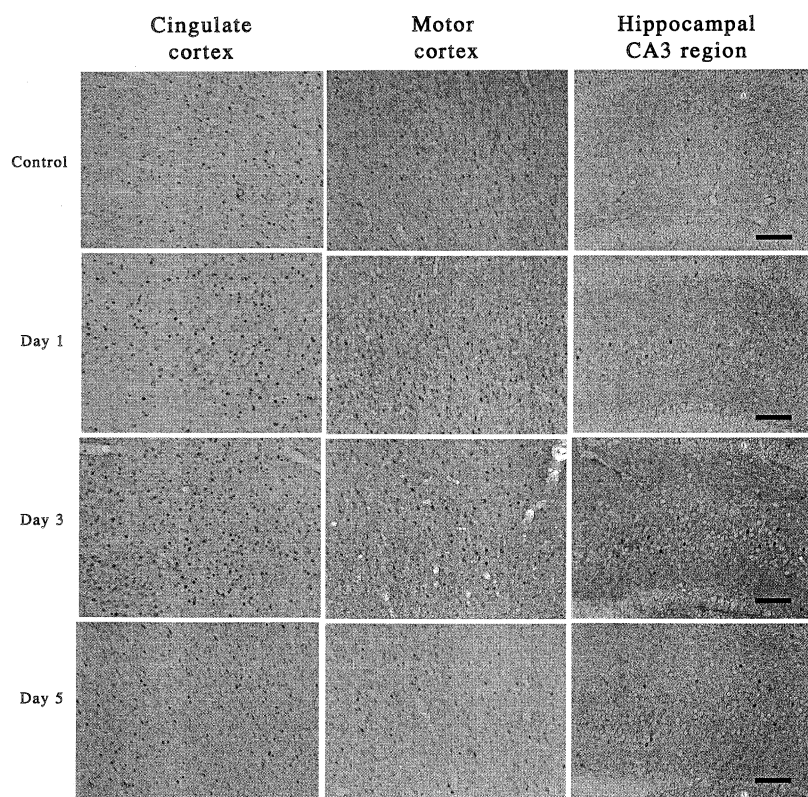 Cingulate
cortex
Motor
cortex
Hippocampal
CA3 region
Control
Day 1
Day 3
Day 5